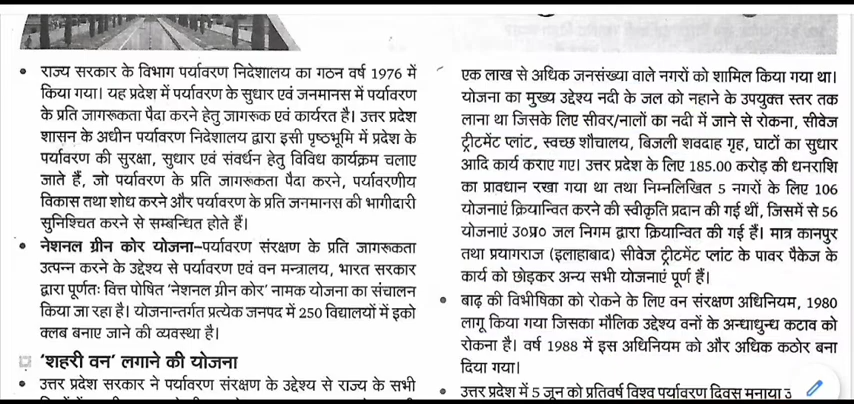 राज्य सरकार के विभाग पर्यावरण निदेशालय का गठन वर्ष 1976 में
किया गया। यह प्रदेश में पर्यावरण के सुधार एवं जनमानस में पर्यावरण
के प्रति जागरूकता पैदा करने हेतु जागरूक एवं कार्यरत है। उत्तर प्रदेश
शासन के अधीन पर्यावरण निदेशालय द्वारा इसी पृष्ठभूमि में प्रदेश के
पर्यावरण की सुरक्षा, सुधार एवं संवर्धन हेतु विविध कार्यक्रम चलाए
जाते हैं, जो पर्यावरण के प्रति जागरूकता पैदा करने, पर्यावरणीय
विकास तथा शोध करने और पर्यावरण के प्रति जनमानस की भागीदारी
सुनिश्चित करने से सम्बन्धित होते हैं।
नेशनल ग्रीन कोर योजना–पर्यावरण संरक्षण के प्रति जागरूकता
उत्पन्न करने के उद्देश्य से पर्यावरण एवं वन मन्त्रालय, भारत सरकार
द्वारा पूर्णतः वित्त पोषित 'नेशनल ग्रीन कोर' नामक योजना का संचालन
किया जा रहा है। योजनान्तर्गत प्रत्येक जनपद में 250 विद्यालयों में इको
क्लब बनाए जाने की व्यवस्था है।
'शहरी वन' लगाने की योजना
उत्तर प्रदेश सरकार ने पर्यावरण संरक्षण के उद्देश्य से राज्य के सभी
एक लाख से अधिक जनसंख्या वाले नगरों को शामिल किया गया था।
योजना का मुख्य उद्देश्य नदी के जल को नहाने के उपयुक्त स्तर तक
लाना था जिसके लिए सीवर/नालों का नदी में जाने से रोकना, सीवेज
ट्रीटमेंट प्लांट, स्वच्छ शौचालय, बिजली शवदाह गृह, घाटों का सुधार
आदि कार्य कराए गए। उत्तर प्रदेश के लिए 185.00 करोड़ की धनराशि
का प्रावधान रखा गया था तथा निम्नलिखित 5 नगरों के लिए 106
योजनाएं क्रियान्वित करने की स्वीकृति प्रदान की गई थीं, जिसमें से 56
योजनाएं उ०प्र० जल निगम द्वारा क्रियान्वित की गई हैं। मात्र कानपुर
तथा प्रयागराज (इलाहाबाद) सीवेज ट्रीटमेंट प्लांट के पावर पैकेज के
कार्य को छोड़कर अन्य सभी योजनाएं पूर्ण हैं।
बाढ़ की विभीषिका को रोकने के लिए वन संरक्षण अधिनियम, 1980
लागू किया गया जिसका मौलिक उद्देश्य वनों के अन्धाधुन्ध कटाव को
रोकना है। वर्ष 1988 में इस अधिनियम को और अधिक कठोर बना
दिया गया।
उत्तर प्रदेश में 5 जून को प्रतिवर्ष विश्व पर्यावरण दिवस मनाया